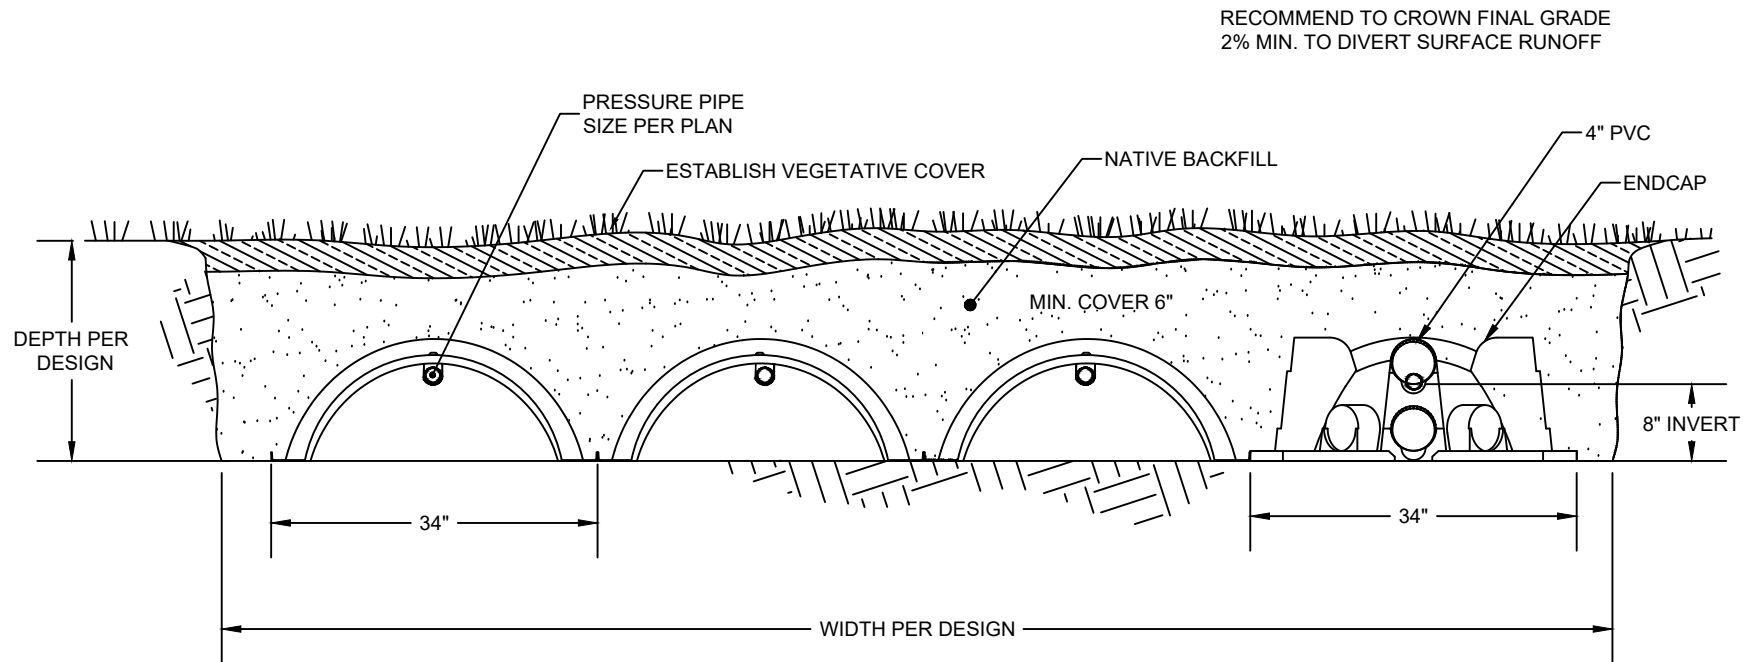 RECOMMEND TO CROWN FINAL GRADE
2% MIN. TO DIVERT SURFACE RUNOFF
PRESSURE PIPE
SIZE PER PLAN
4" PVC
NATIVE BACKFILL
ESTABLISH VEGETATIVE COVER
ENDCAP
MIN. COVER 6"
DEPTH PER
DESIGN
8" INVERT
34"
34"
WIDTH PER DESIGN